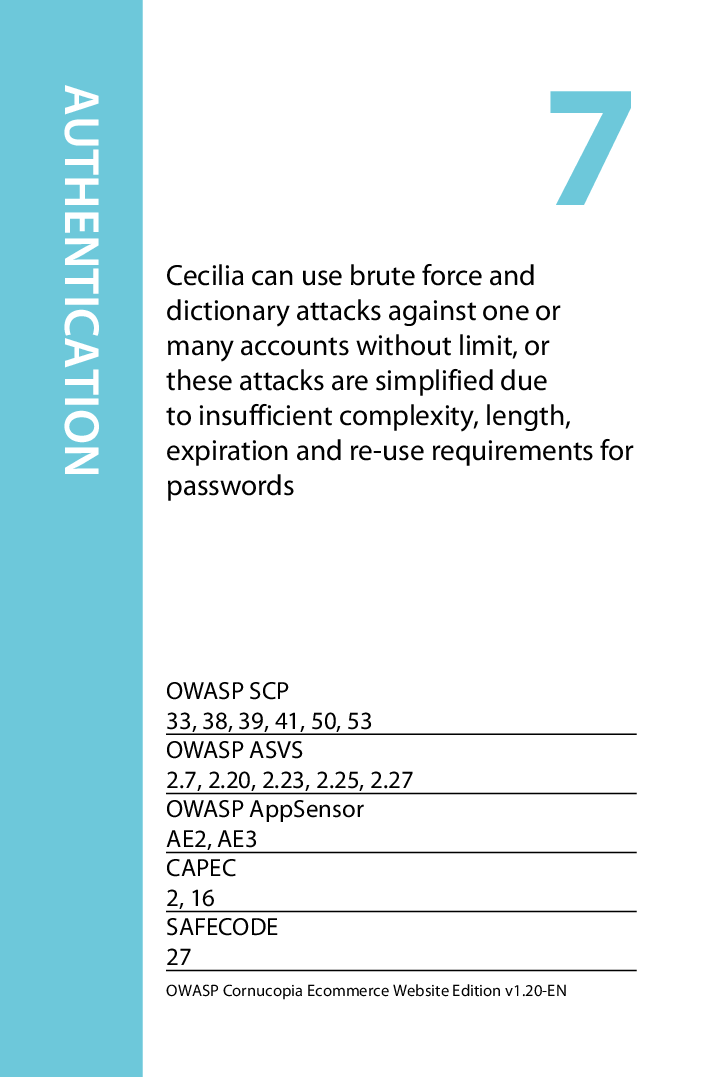 AUTHENTICATION
7
Cecilia can use brute force and
dictionary attacks against one or
many accounts without limit, or
these attacks are simplified due
to insufficient complexity, length,
expiration and re-use requirements for
passwords
OWASP SCP
33, 38, 39, 41, 50, 53
OWASP ASVS
2.7, 2.20, 2.23, 2.25, 2.27
OWASP AppSensor
AE2, AE3
CAPEC
2, 16
SAFECODE
27
OWASP Cornucopia Ecommerce Website Edition v1.20-EN